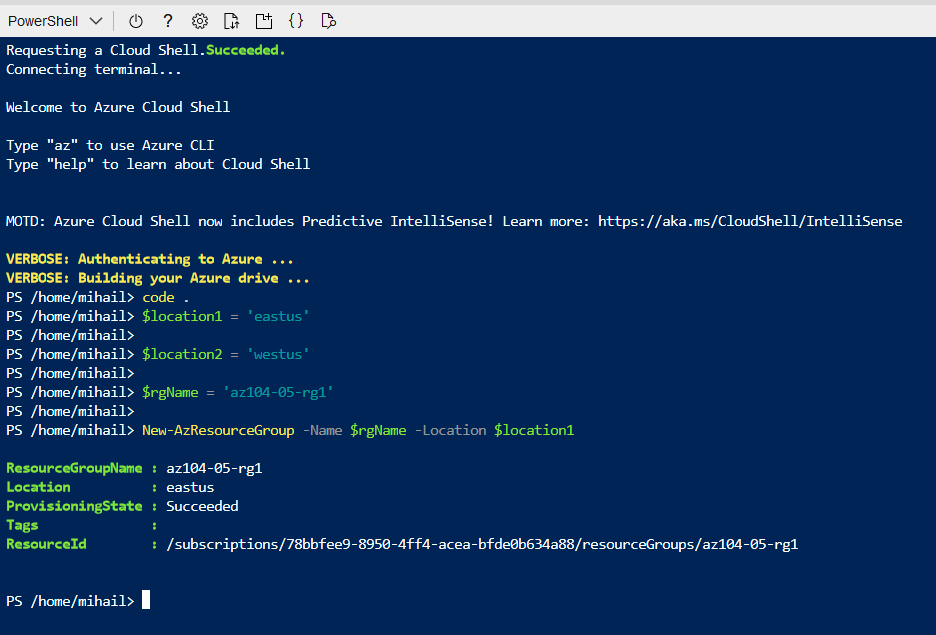 PowerShell
Requesting a Cloud Shell.Succeeded.
Connecting terminal...
Welcome to Azure Cloud Shell
Type "az" to use Azure CLI
Type "help" to learn about Cloud Shell
MOTD: Azure Cloud Shell now includes Predictive IntelliSense! Learn more: https://aka.ms/CloudShell/IntelliSense
VERBOSE: Authenticating to Azure ...
VERBOSE: Building your Azure drive ...
PS /home/mihail> code .
PS /home/mihail> $location1 = 'eastus'
PS /home/mihail>
PS /home/mihail> $location2 = 'westus'
PS /home/mihail>
PS /home/mihail> $rgName = 'az104-05-rg1'
PS /home/mihail>
PS /home/mihail> New-AzResourceGroup -Name $rgName -Location $location1
ResourceGroupName : az104-05-rg1
Location : eastus
ProvisioningState : Succeeded
Tags :
ResourceId : /subscriptions/78bbfee9-8950-4ff4-acea-bfde0b634a88/resourceGroups/az104-05-rg1
PS /home/mihail>